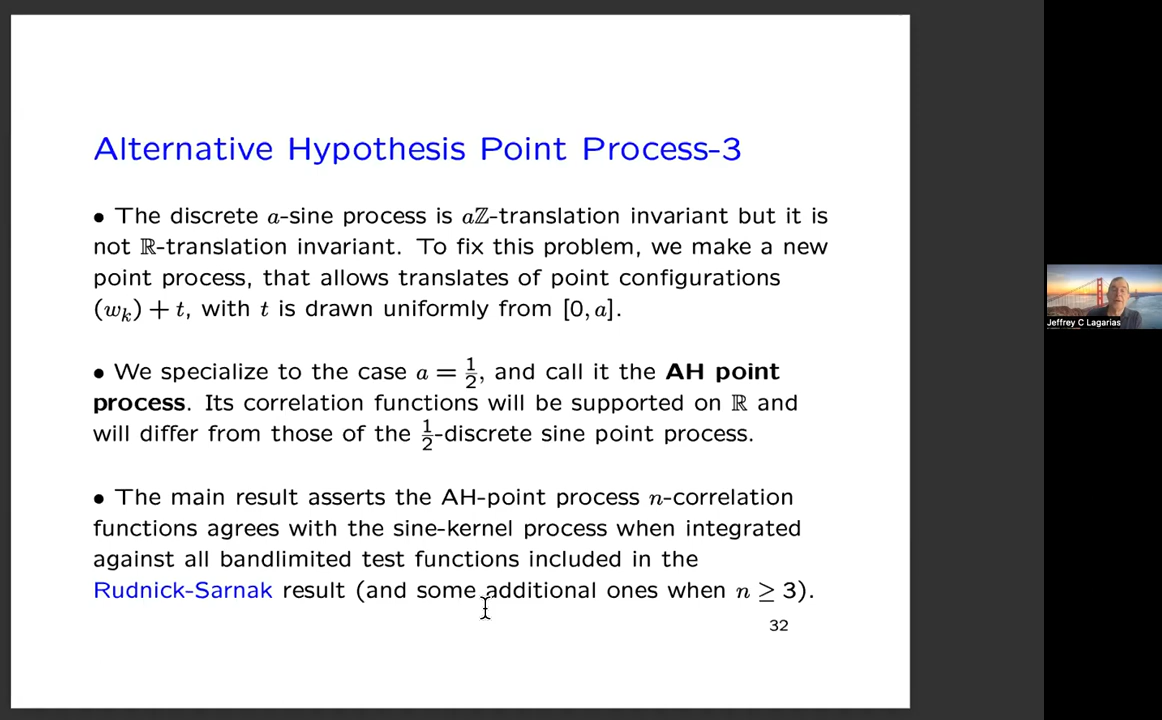 Alternative Hypothesis Point Process-3
• The discrete a-sine process is aℤ-translation invariant but it is
not ℝ-translation invariant. To fix this problem, we make a new
point process, that allows translates of point configurations
(wₖ) + t, with t is drawn uniformly from [0, a].
• We specialize to the case a = 1/2, and call it the AH point
process. Its correlation functions will be supported on ℝ and
will differ from those of the 1/2-discrete sine point process.
• The main result asserts the AH-point process n-correlation
functions agrees with the sine-kernel process when integrated
against all bandlimited test functions included in the
Rudnick-Sarnak result (and some additional ones when n ≥ 3).
32
Jeffrey C Lagarias